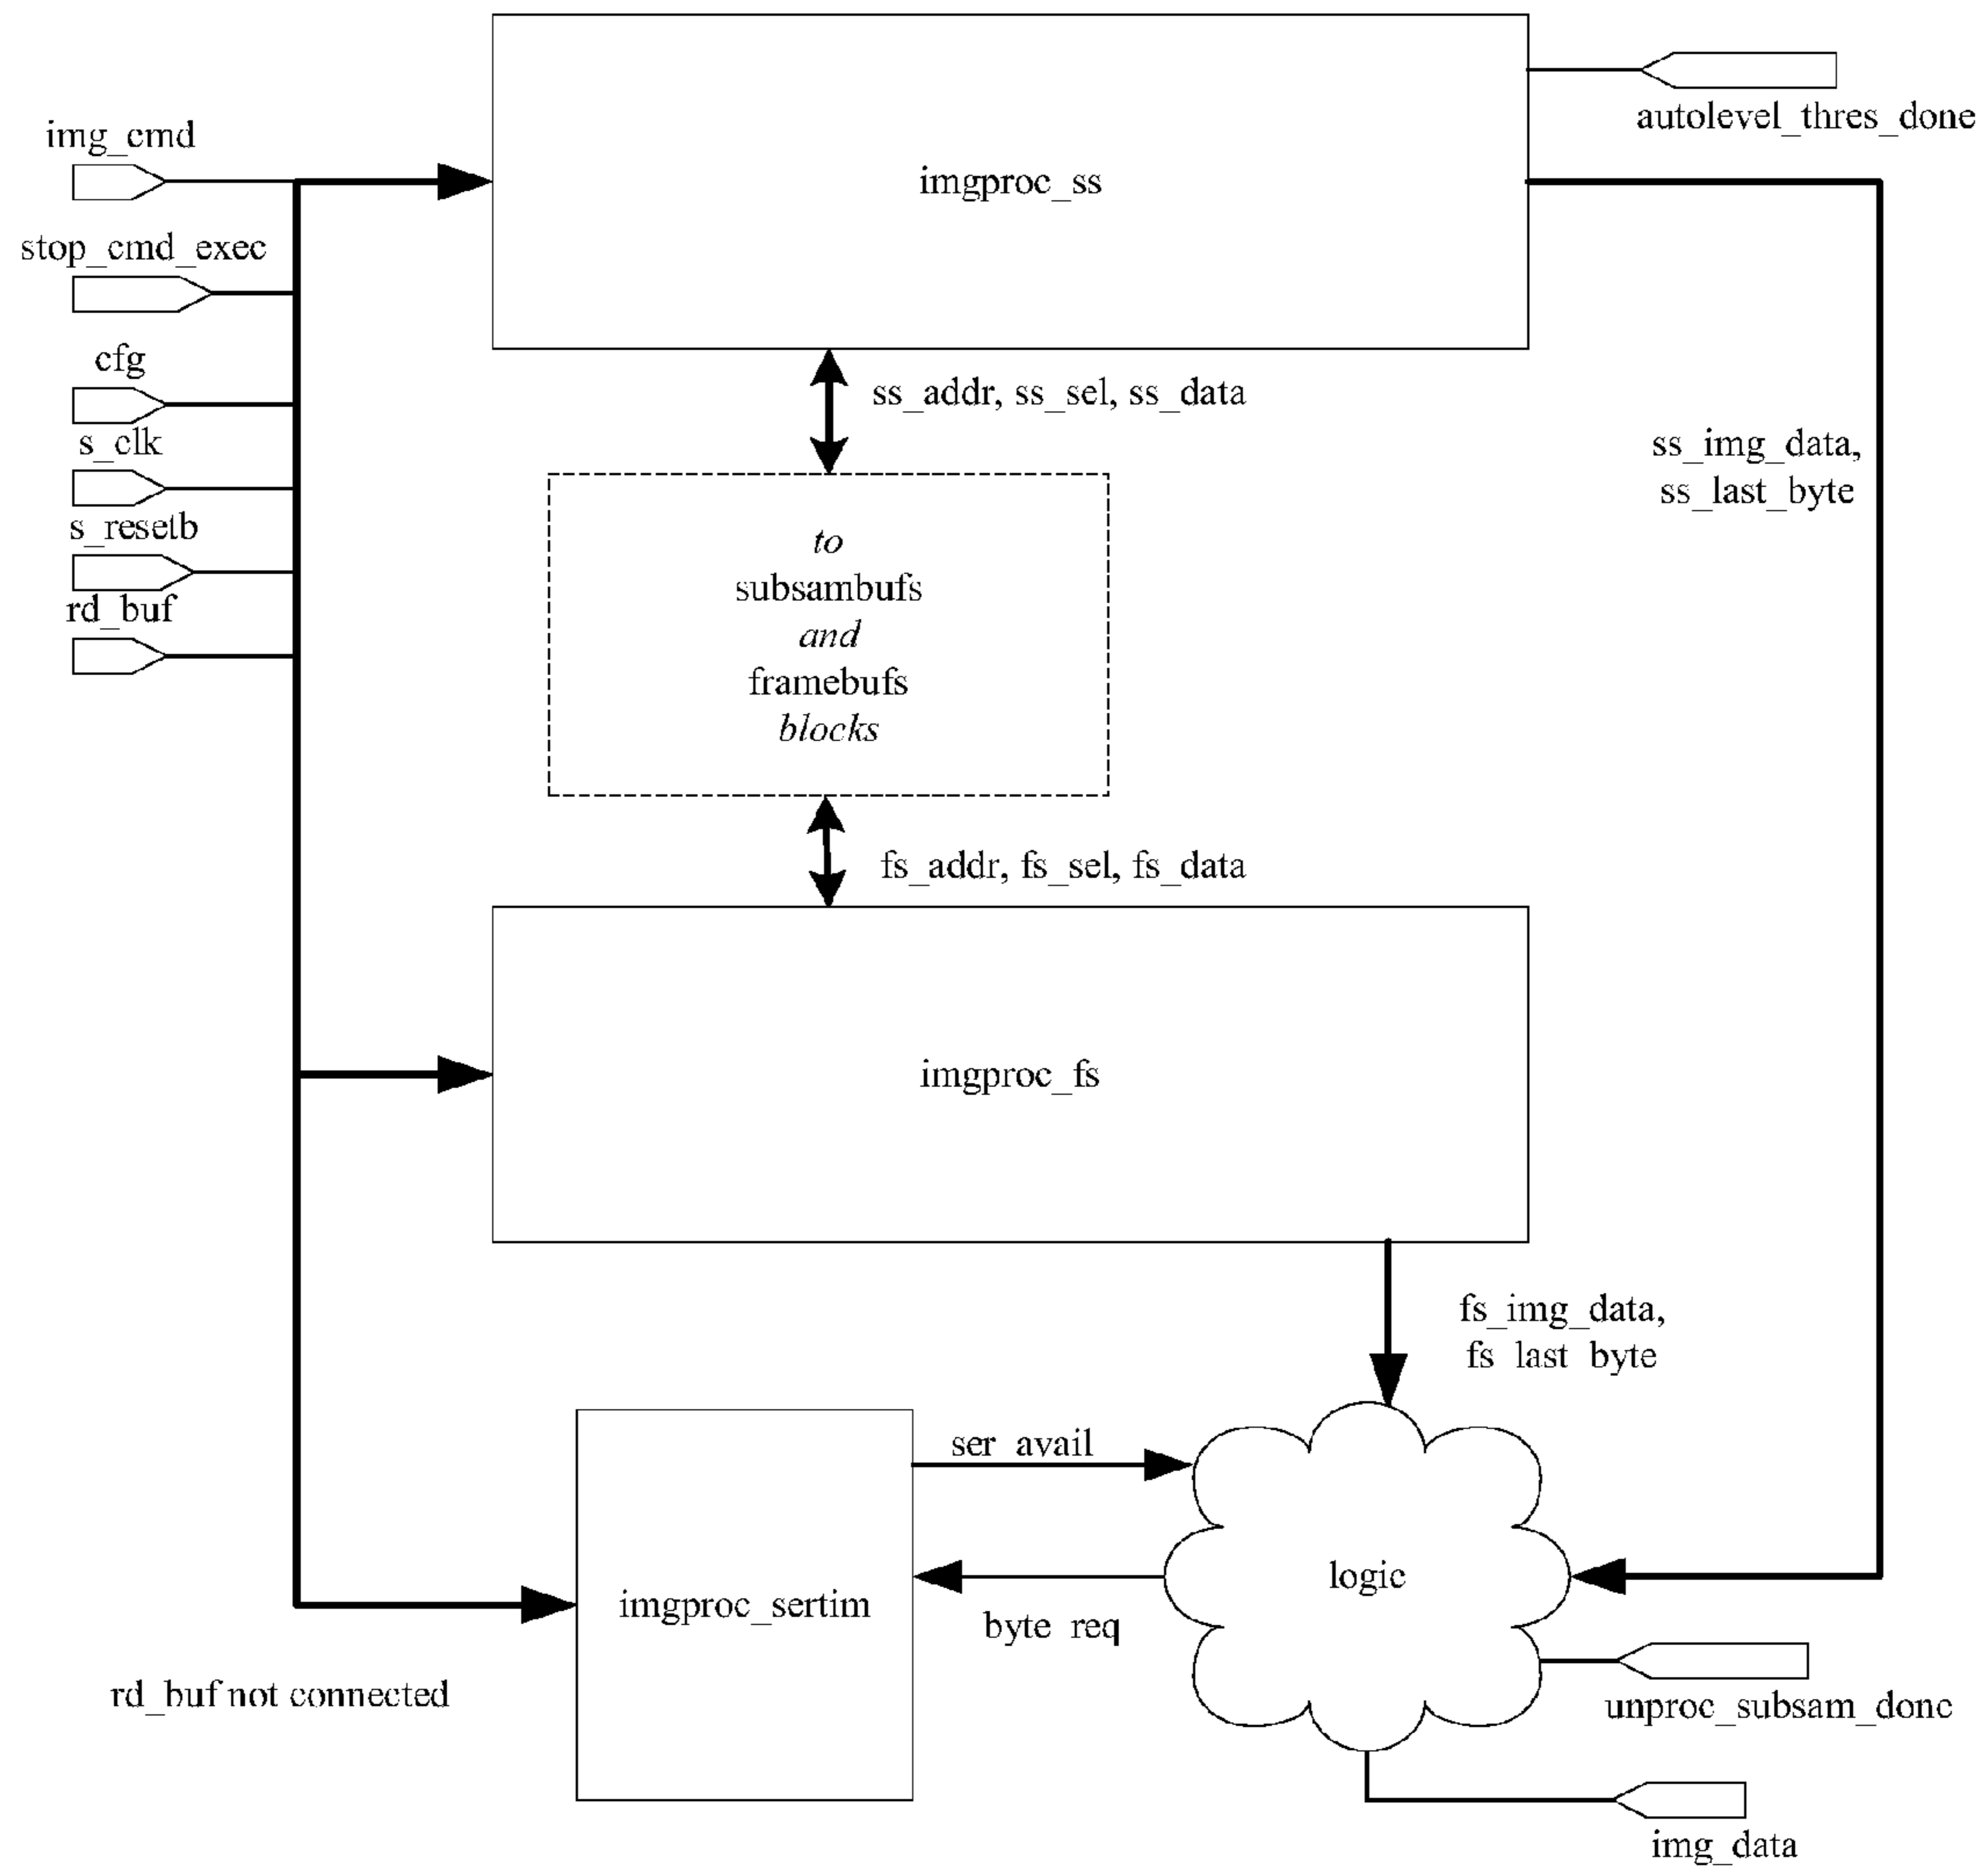 autolevel_thres_done
img_cmd
imgproc_ss
stop_cmd_exec
cfg
ss_addr, ss_sel, ss_data
s_clk
ss_img_data,
ss_last_byte
s_resetb
to
subsambufs
rd_buf
and
framebufs
blocks
fs_addr, fs_sel, fs_data
imgproc_fs
fs_img_data,
fs_last_byte
ser_avail
logic
imgproc_sertim
byte_req
rd_buf not connected
unproc_subsam_done
img_data